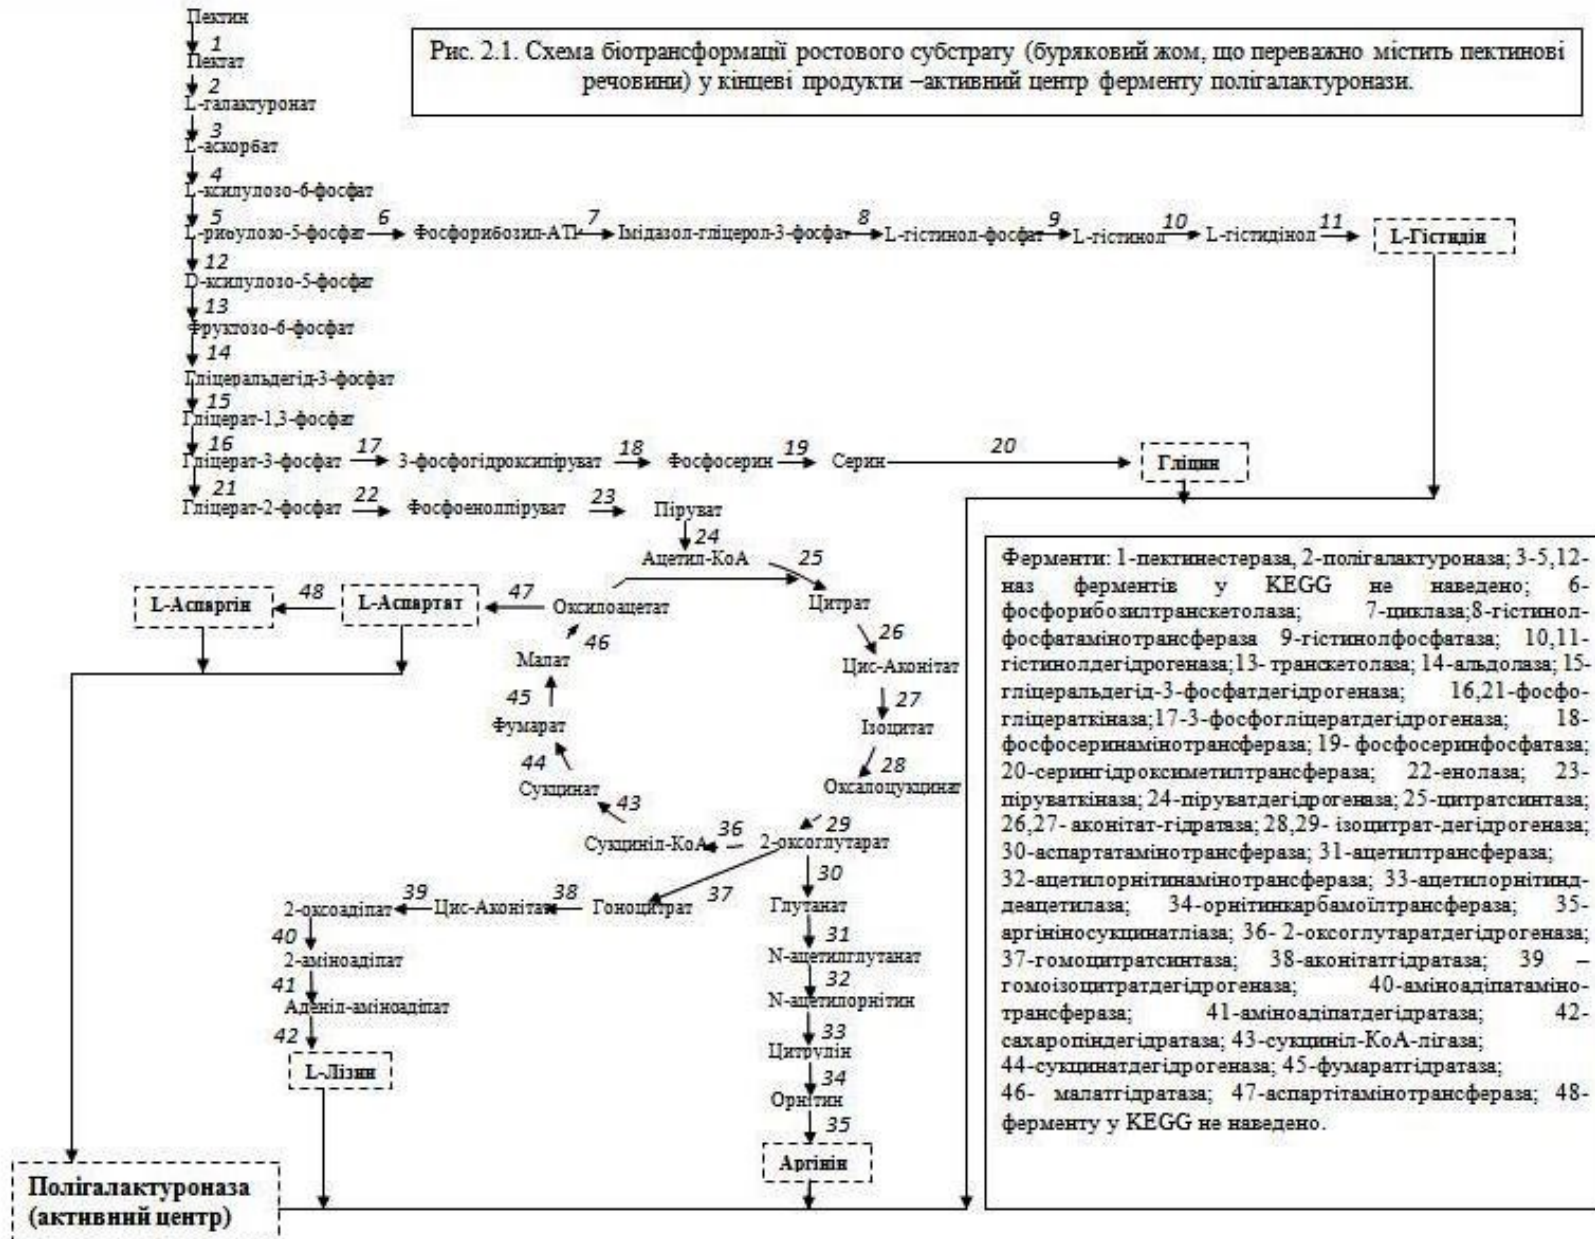 Пектин
1
Пектат
2
L-галактуронат
3
L-аскорбат
4
L-ксилулозо-6-фосфат
5
L-рибулозо-5-фосфат 6 Фосфорибозил-АТФ 7 Імідазол-гліцерол-3-фосфат 8 L-гістинол-фосфат 9 L-гістинол 10 L-гістидінол 11 L-Гістидін
12
D-ксилулозо-5-фосфат
13
Фруктозо-6-фосфат
14
Гліцеральдегід-3-фосфат
15
Гліцерат-1,3-фосфат
16
Гліцерат-3-фосфат 17 3-фосфогідроксипіруват 18 Фосфосерин 19 Серин 20 Гліцин
21
Гліцерат-2-фосфат 22 Фосфоенолпіруват 23 Піруват
24
Ацетил-КоА 25
L-Аспаргін 48 L-Аспартат 47 Оксилоацетат Цитрат
46 26
Малат Цис-Аконітат
45 27
Фумарат Ізоцитат
44 28
Сукцинат Оксалоцукцинат
43 29
Сукциніл-КоА 36 2-оксоглутарат
37 30
2-оксоадіпат 39 Цис-Аконітат 38 Гоноцитрат Глутанат
40 31
2-аміноадіпат N-ацетилглутанат
41 32
Аденіл-аміноадіпат N-ацетилорнітин
42 33
L-Лізин Цитрулін
34
Орнітин
35
Аргінін
Полігалактуроназа
(активний центр)
Рис. 2.1. Схема біотрансформації ростового субстрату (буряковий жом, що переважно містить пектинові
речовини) у кінцеві продукти –активний центр ферменту полігалактуронази.
Ферменти: 1-пектинестераза, 2-полігалактуроназа; 3-5,12-
наз ферментів у KEGG не наведено; 6-
фосфорибозилтранскетолаза; 7-циклаза;8-гістинол-
фосфатамінотрансфераза 9-гістинолфосфатаза; 10,11-
гістинолдегідрогеназа;13- транскетолаза; 14-альдолаза; 15-
гліцеральдегід-3-фосфатдегідрогеназа; 16,21-фосфо-
гліцераткіназа;17-3-фосфогліцератдегідрогеназа; 18-
фосфосеринамінотрансфераза; 19- фосфосеринфосфатаза;
20-серингідроксиметилтрансфераза; 22-енолаза; 23-
піруваткіназа; 24-піруватдегідрогеназа; 25-цитратсинтаза;
26,27- аконітат-гідратаза; 28,29- ізоцитрат-дегідрогеназа;
30-аспартатамінотрансфераза; 31-ацетилтрансфераза;
32-ацетилорнітинамінотрансфераза; 33-ацетилорнітинд-
деацетилаза; 34-орнітинкарбамоїлтрансфераза; 35-
аргініносукцинатліаза; 36- 2-оксоглутаратдегідрогеназа;
37-гомоцитратсинтаза; 38-аконітатгідратаза; 39 –
гомоізоцитратдегідрогеназа; 40-аміноадіпатаміно-
трансфераза; 41-аміноадіпатдегідратаза; 42-
сахаропіндегідратаза; 43-сукциніл-КоА-лігаза;
44-сукцинатдегідрогеназа; 45-фумаратгідратаза;
46- малатгідратаза; 47-аспартітамінотрансфераза; 48-
ферменту у KEGG не наведено.